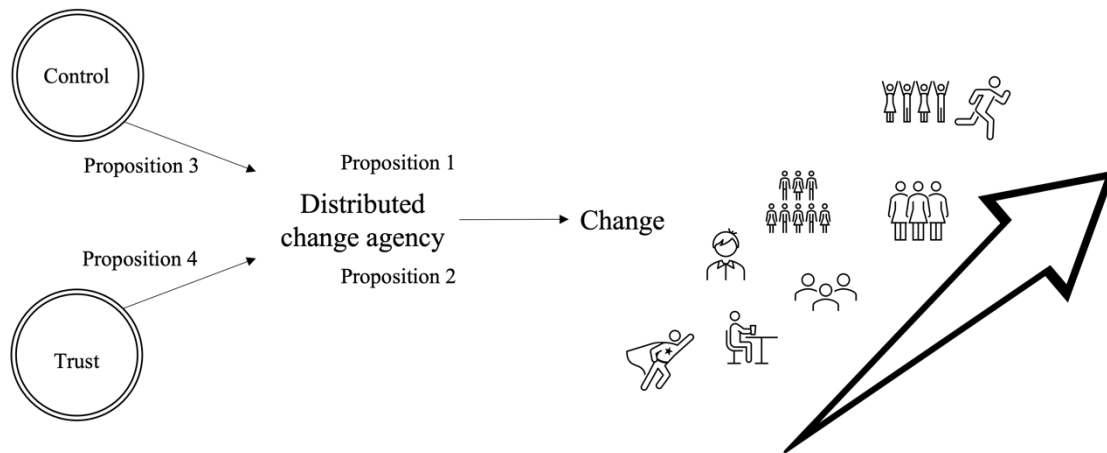 Control
Proposition 3
Proposition 1
Distributed
change agency
Change
Proposition 4
Proposition 2
Trust